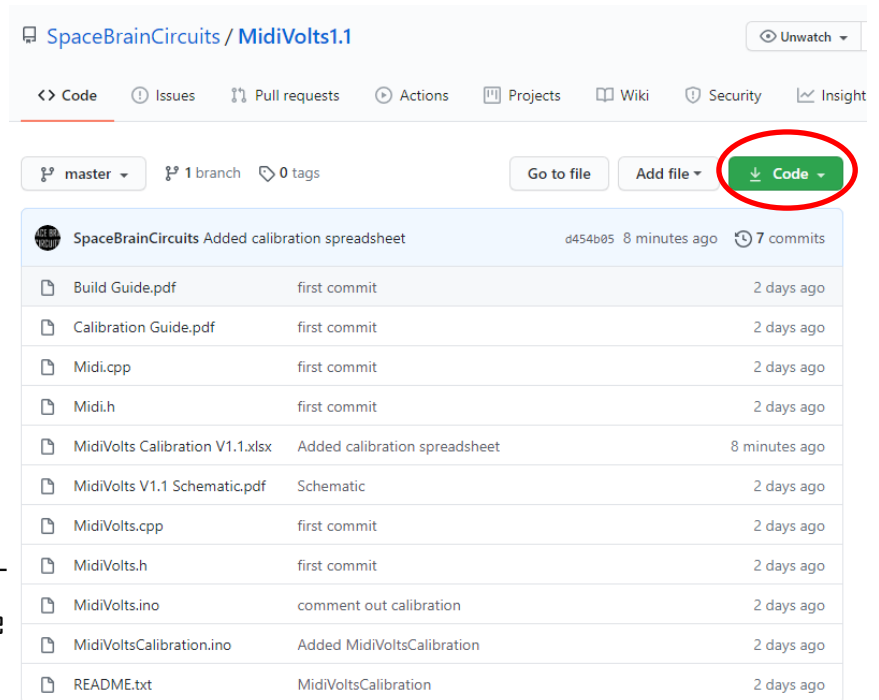 SpaceBrainCircuits / MidiVolts1.1 Unwatch
Code Issues Pull requests Actions Projects Wiki Security Insight
master 1 branch 0 tags Go to file Add file Code
SpaceBrainCircuits Added calibration spreadsheet d454b05 8 minutes ago 7 commits
Build Guide.pdf first commit 2 days ago
Calibration Guide.pdf first commit 2 days ago
Midi.cpp first commit 2 days ago
Midi.h first commit 2 days ago
MidiVolts Calibration V1.1.xlsx Added calibration spreadsheet 8 minutes ago
MidiVolts V1.1 Schematic.pdf Schematic 2 days ago
MidiVolts.cpp first commit 2 days ago
MidiVolts.h first commit 2 days ago
MidiVolts.ino comment out calibration 2 days ago
MidiVoltsCalibration.ino Added MidiVoltsCalibration 2 days ago
README.txt MidiVoltsCalibration 2 days ago